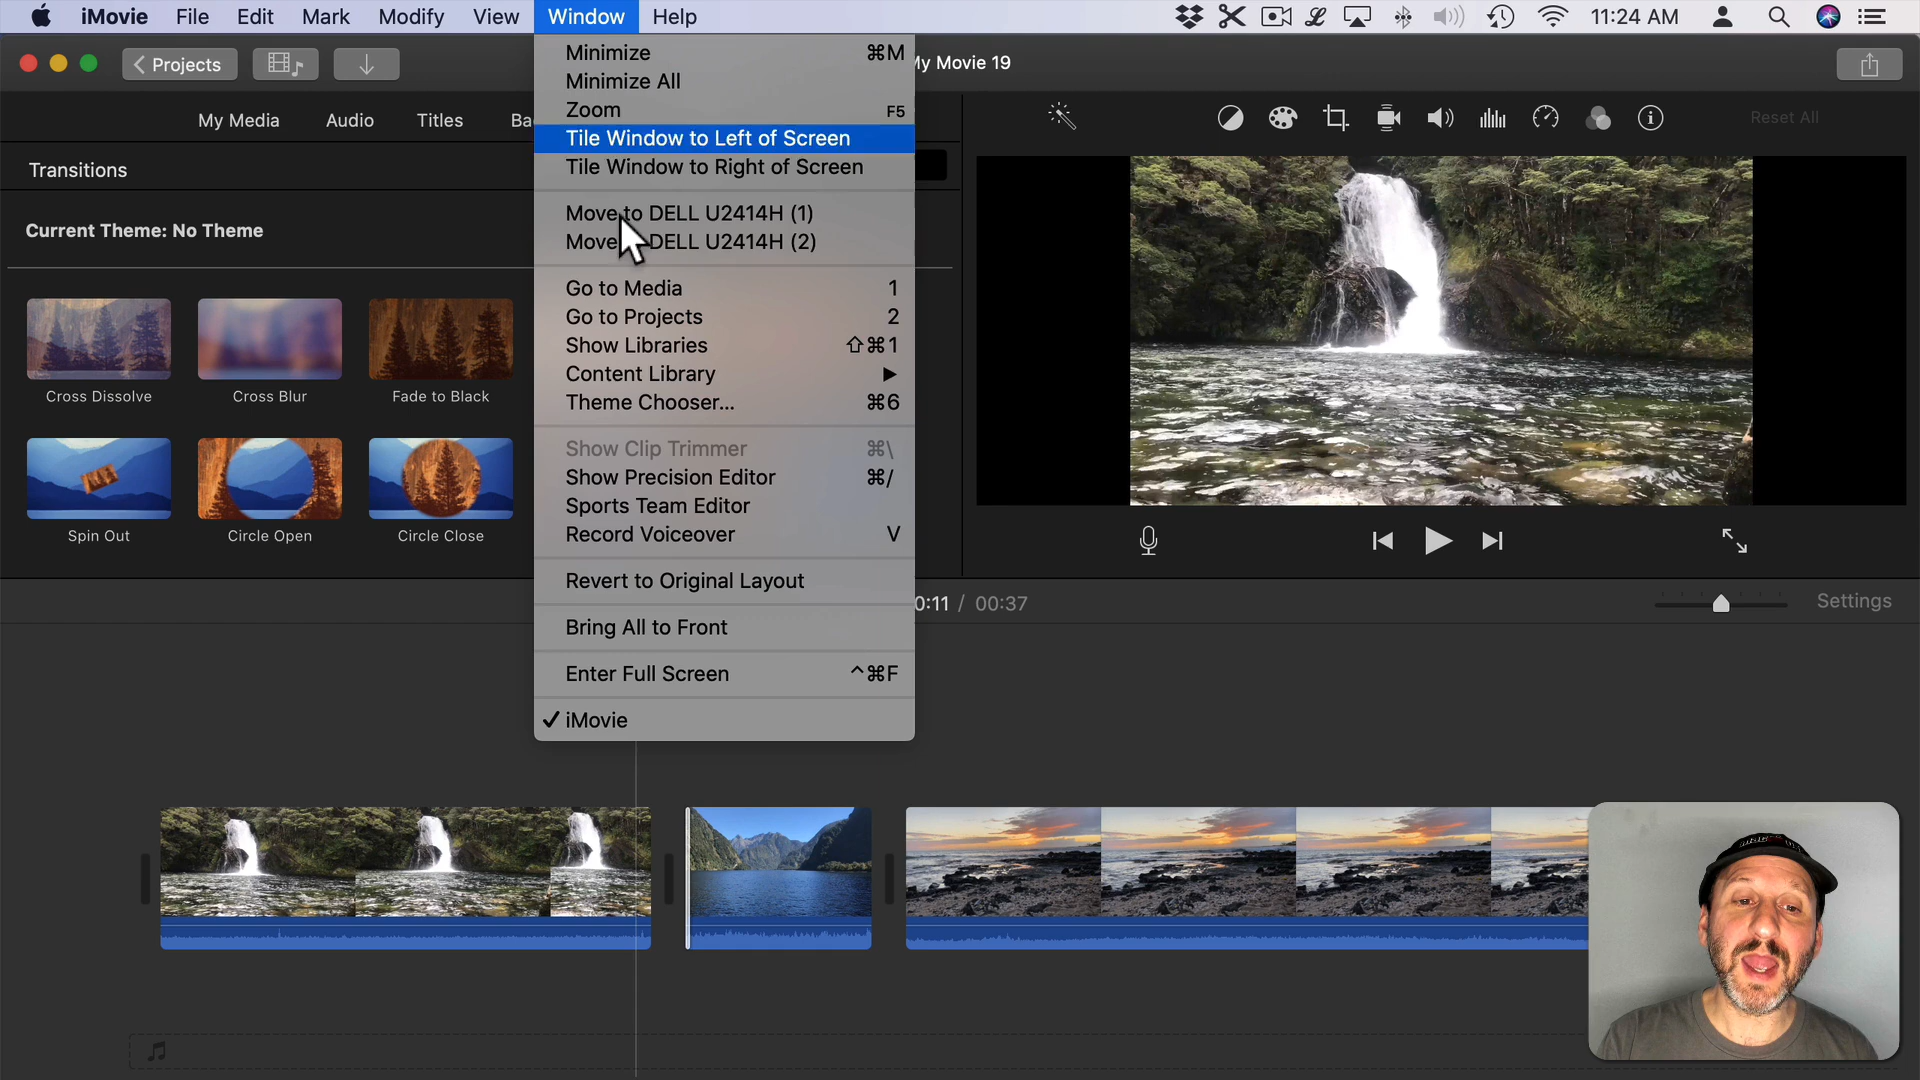 iMovie File Edit Mark Modify View Window Help 11:24 AM
Projects
My Movie 19
My Media Audio Titles Ba
Reset All
Transitions
Current Theme: No Theme
Cross Dissolve Cross Blur Fade to Black
Spin Out Circle Open Circle Close
Minimize ⌘M
Minimize All
Zoom F5
Tile Window to Left of Screen
Tile Window to Right of Screen
Move to DELL U2414H (1)
Move DELL U2414H (2)
Go to Media 1
Go to Projects 2
Show Libraries ⇧⌘1
Content Library ▶
Theme Chooser... ⌘6
Show Clip Trimmer ⌘\
Show Precision Editor ⌘/
Sports Team Editor
Record Voiceover V
Revert to Original Layout
Bring All to Front
Enter Full Screen ^⌘F
✓ iMovie
0:11 / 00:37
Settings